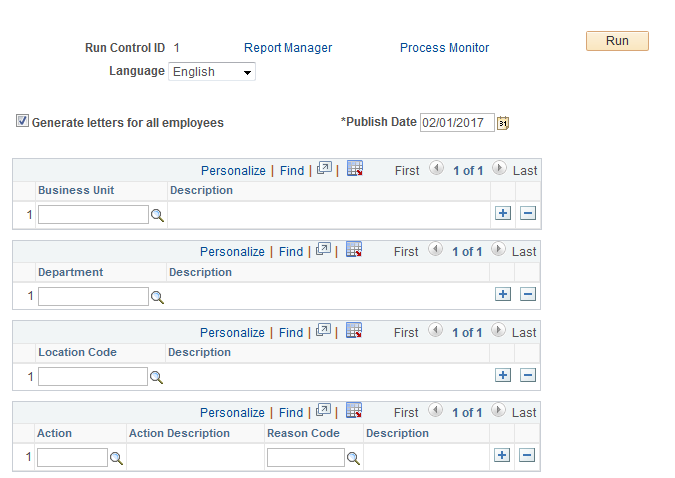 Run Control ID 1 Report Manager Process Monitor Run
Language English
Generate letters for all employees *Publish Date 02/01/2017 31
Personalize | Find | | First 1 of 1 Last
Business Unit Description
1
Personalize | Find | | First 1 of 1 Last
Department Description
1
Personalize | Find | | First 1 of 1 Last
Location Code Description
1
Personalize | Find | | First 1 of 1 Last
Action Action Description Reason Code Description
1